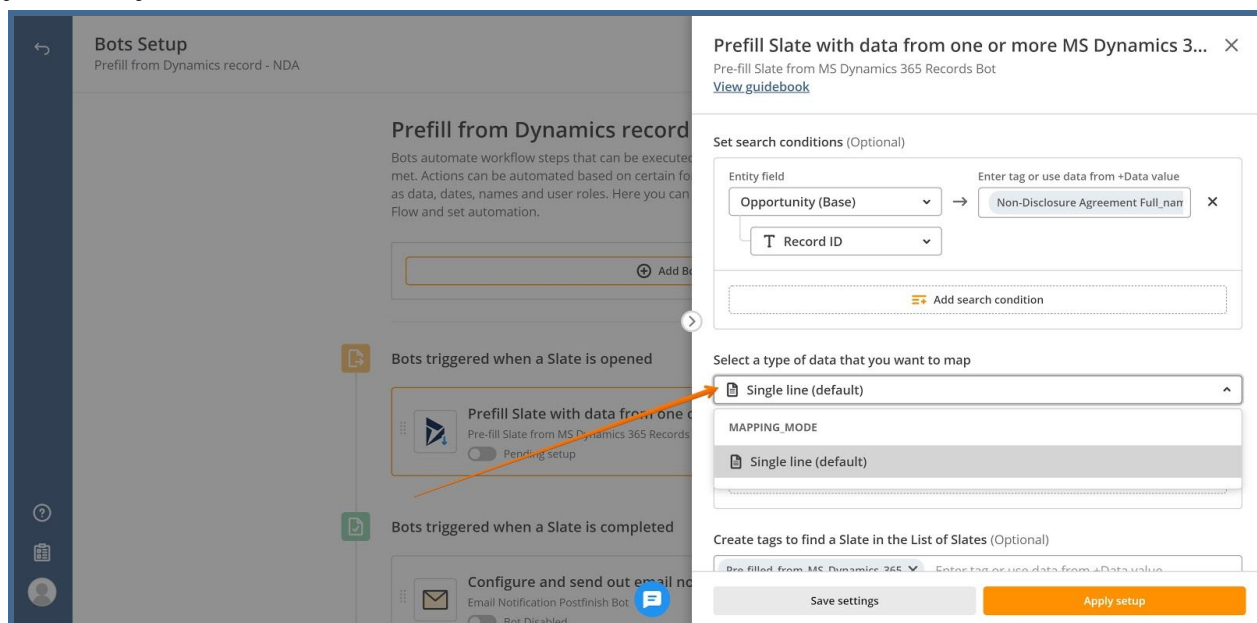 Bots Setup
Prefill from Dynamics record - NDA
Prefill from Dynamics record
Bots automate workflow steps that can be executed
met. Actions can be automated based on certain
as data, dates, names and user roles. Here you can
Flow and set automation.
Add
Bots triggered when a Slate is opened
Prefill Slate with data from one
Pre-fill Slate from MS Dynamics 365 Records
Pending setup
Bots triggered when a Slate is completed
Configure and send out email
Email Notification Postfinish Bot
Bot Disabled
Prefill Slate with data from one or more MS Dynamics 3...
Pre-fill Slate from MS Dynamics 365 Records Bot
View guidebook
Set search conditions (Optional)
Entity field
Enter tag or use data from +Data value
Opportunity (Base)
Non-Disclosure Agreement
Record ID
Add search condition
Select a type of data that you want to map
Single line (default)
MAPPING_MODE
Single line (default)
Create tags to find a Slate in the List of Slates (Optional)
Pre-filled from MS Dynamics 365
Enter tag or use data from +Data value
Save settings
Apply setup